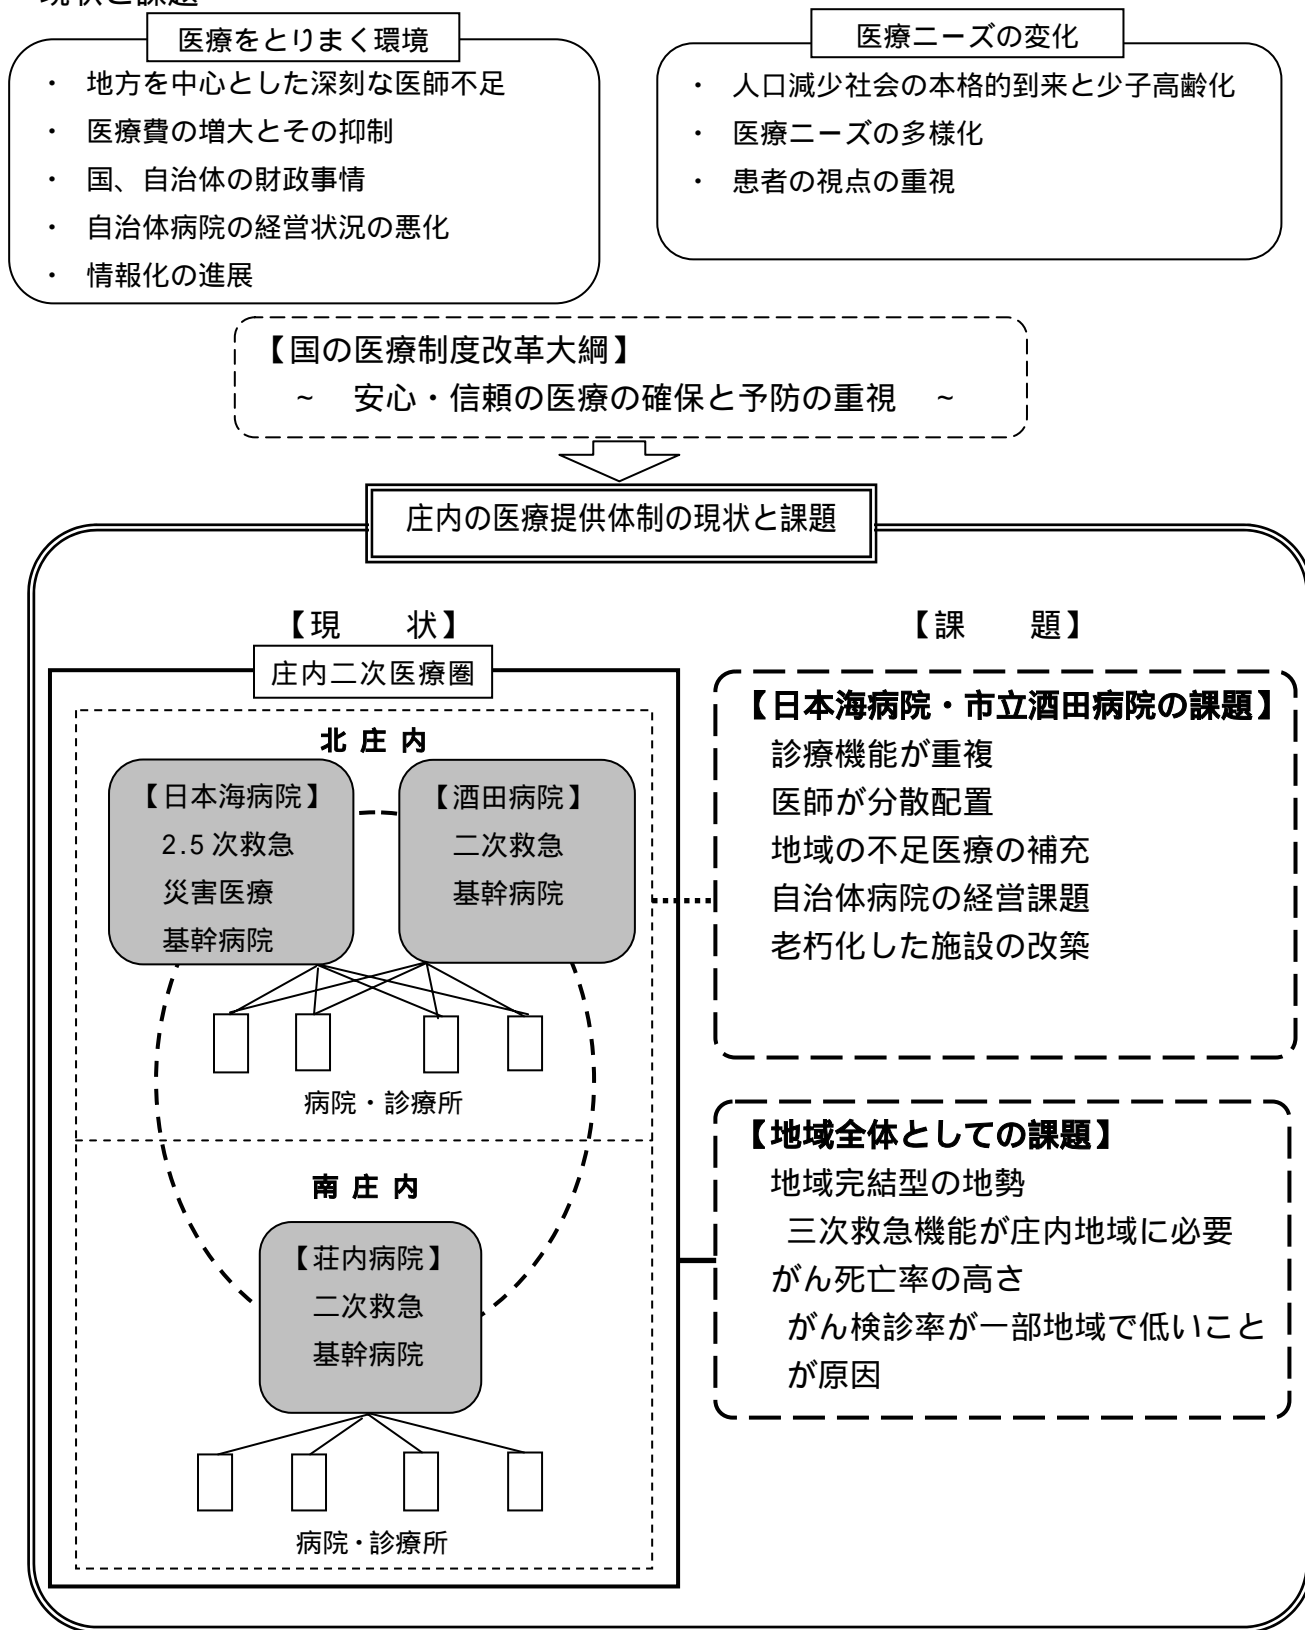 現状と課題
医療をとりまく環境
・ 地方を中心とした深刻な医師不足
・ 医療費の増大とその抑制
・ 国、自治体の財政事情
・ 自治体病院の経営状況の悪化
・ 情報化の進展
医療ニーズの変化
・ 人口減少社会の本格的到来と少子高齢化
・ 医療ニーズの多様化
・ 患者の視点の重視
【国の医療制度改革大綱】
~ 安心・信頼の医療の確保と予防の重視 ~
庄内の医療提供体制の現状と課題
【現 状】
庄内二次医療圏
北 庄 内
【日本海病院】
2.5 次救急
災害医療
基幹病院
【酒田病院】
二次救急
基幹病院
病院・診療所
南 庄 内
【荘内病院】
二次救急
基幹病院
病院・診療所
【課 題】
【日本海病院・市立酒田病院の課題】
診療機能が重複
医師が分散配置
地域の不足医療の補充
自治体病院の経営課題
老朽化した施設の改築
【地域全体としての課題】
地域完結型の地勢
三次救急機能が庄内地域に必要
がん死亡率の高さ
がん検診率が一部地域で低いこと
が原因